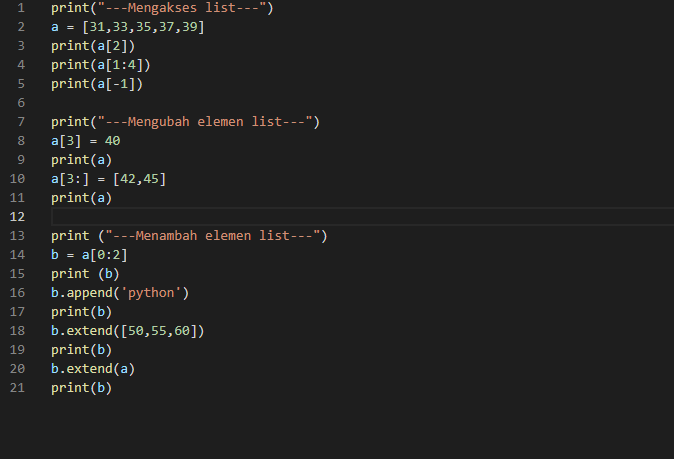 1 print("---Mengakses list---")
2 a = [31,33,35,37,39]
3 print(a[2])
4 print(a[1:4])
5 print(a[-1])
6
7 print("---Mengubah elemen list---")
8 a[3] = 40
9 print(a)
10 a[3:] = [42,45]
11 print(a)
12
13 print ("---Menambah elemen list---")
14 b = a[0:2]
15 print (b)
16 b.append('python')
17 print(b)
18 b.extend([50,55,60])
19 print(b)
20 b.extend(a)
21 print(b)